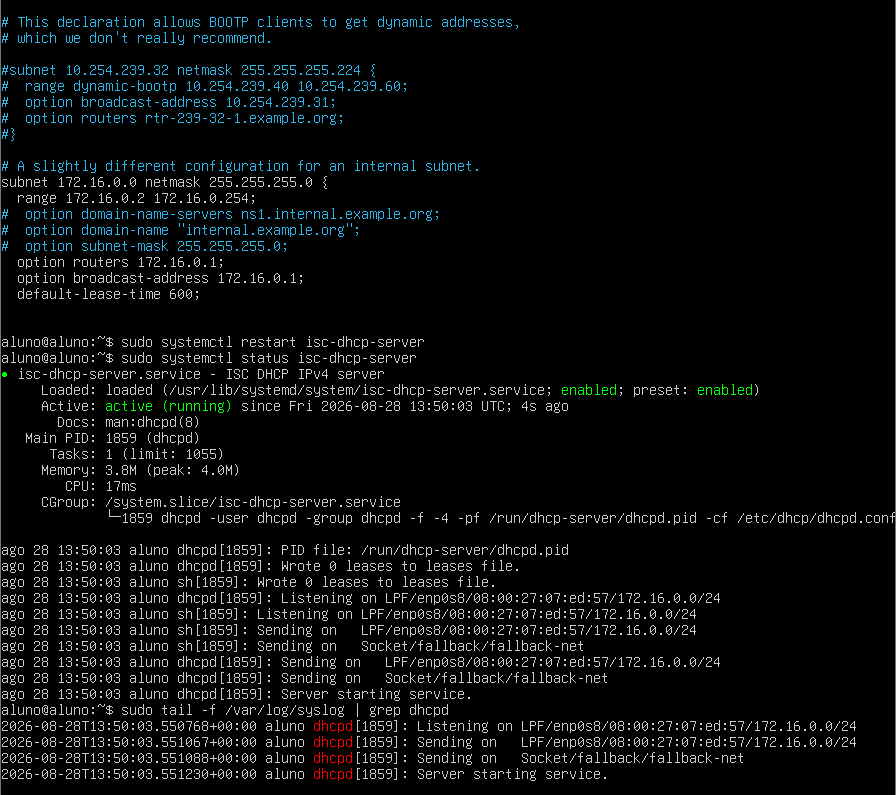 # This declaration allows BOOTP clients to get dynamic addresses,
# which we don't really recommend.
#subnet 10.254.239.32 netmask 255.255.255.224 {
#  range dynamic-bootp 10.254.239.40 10.254.239.60;
#  option broadcast-address 10.254.239.31;
#  option routers rtr-239-32-1.example.org;
#}
# A slightly different configuration for an internal subnet.
subnet 172.16.0.0 netmask 255.255.255.0 {
  range 172.16.0.2 172.16.0.254;
#  option domain-name-servers ns1.internal.example.org;
#  option domain-name "internal.example.org";
#  option subnet-mask 255.255.255.0;
  option routers 172.16.0.1;
  option broadcast-address 172.16.0.1;
  default-lease-time 600;
aluno@aluno:~$ sudo systemctl restart isc-dhcp-server
aluno@aluno:~$ sudo systemctl status isc-dhcp-server
● isc-dhcp-server.service - ISC DHCP IPv4 server
     Loaded: loaded (/usr/lib/systemd/system/isc-dhcp-server.service; enabled; preset: enabled)
     Active: active (running) since Fri 2026-08-28 13:50:03 UTC; 4s ago
       Docs: man:dhcpd(8)
   Main PID: 1859 (dhcpd)
      Tasks: 1 (limit: 1055)
     Memory: 3.8M (peak: 4.0M)
        CPU: 17ms
     CGroup: /system.slice/isc-dhcp-server.service
             └─1859 dhcpd -user dhcpd -group dhcpd -f -4 -pf /run/dhcp-server/dhcpd.pid -cf /etc/dhcp/dhcpd.conf
ago 28 13:50:03 aluno dhcpd[1859]: PID file: /run/dhcp-server/dhcpd.pid
ago 28 13:50:03 aluno dhcpd[1859]: Wrote 0 leases to leases file.
ago 28 13:50:03 aluno sh[1859]: Wrote 0 leases to leases file.
ago 28 13:50:03 aluno dhcpd[1859]: Listening on LPF/enp0s8/08:00:27:07:ed:57/172.16.0.0/24
ago 28 13:50:03 aluno sh[1859]: Listening on LPF/enp0s8/08:00:27:07:ed:57/172.16.0.0/24
ago 28 13:50:03 aluno sh[1859]: Sending on   LPF/enp0s8/08:00:27:07:ed:57/172.16.0.0/24
ago 28 13:50:03 aluno sh[1859]: Sending on   Socket/fallback/fallback-net
ago 28 13:50:03 aluno dhcpd[1859]: Sending on   LPF/enp0s8/08:00:27:07:ed:57/172.16.0.0/24
ago 28 13:50:03 aluno dhcpd[1859]: Sending on   Socket/fallback/fallback-net
ago 28 13:50:03 aluno dhcpd[1859]: Server starting service.
aluno@aluno:~$ sudo tail -f /var/log/syslog | grep dhcpd
2026-08-28T13:50:03.550768+00:00 aluno dhcpd[1859]: Listening on LPF/enp0s8/08:00:27:07:ed:57/172.16.0.0/24
2026-08-28T13:50:03.551067+00:00 aluno dhcpd[1859]: Sending on   LPF/enp0s8/08:00:27:07:ed:57/172.16.0.0/24
2026-08-28T13:50:03.551088+00:00 aluno dhcpd[1859]: Sending on   Socket/fallback/fallback-net
2026-08-28T13:50:03.551230+00:00 aluno dhcpd[1859]: Server starting service.